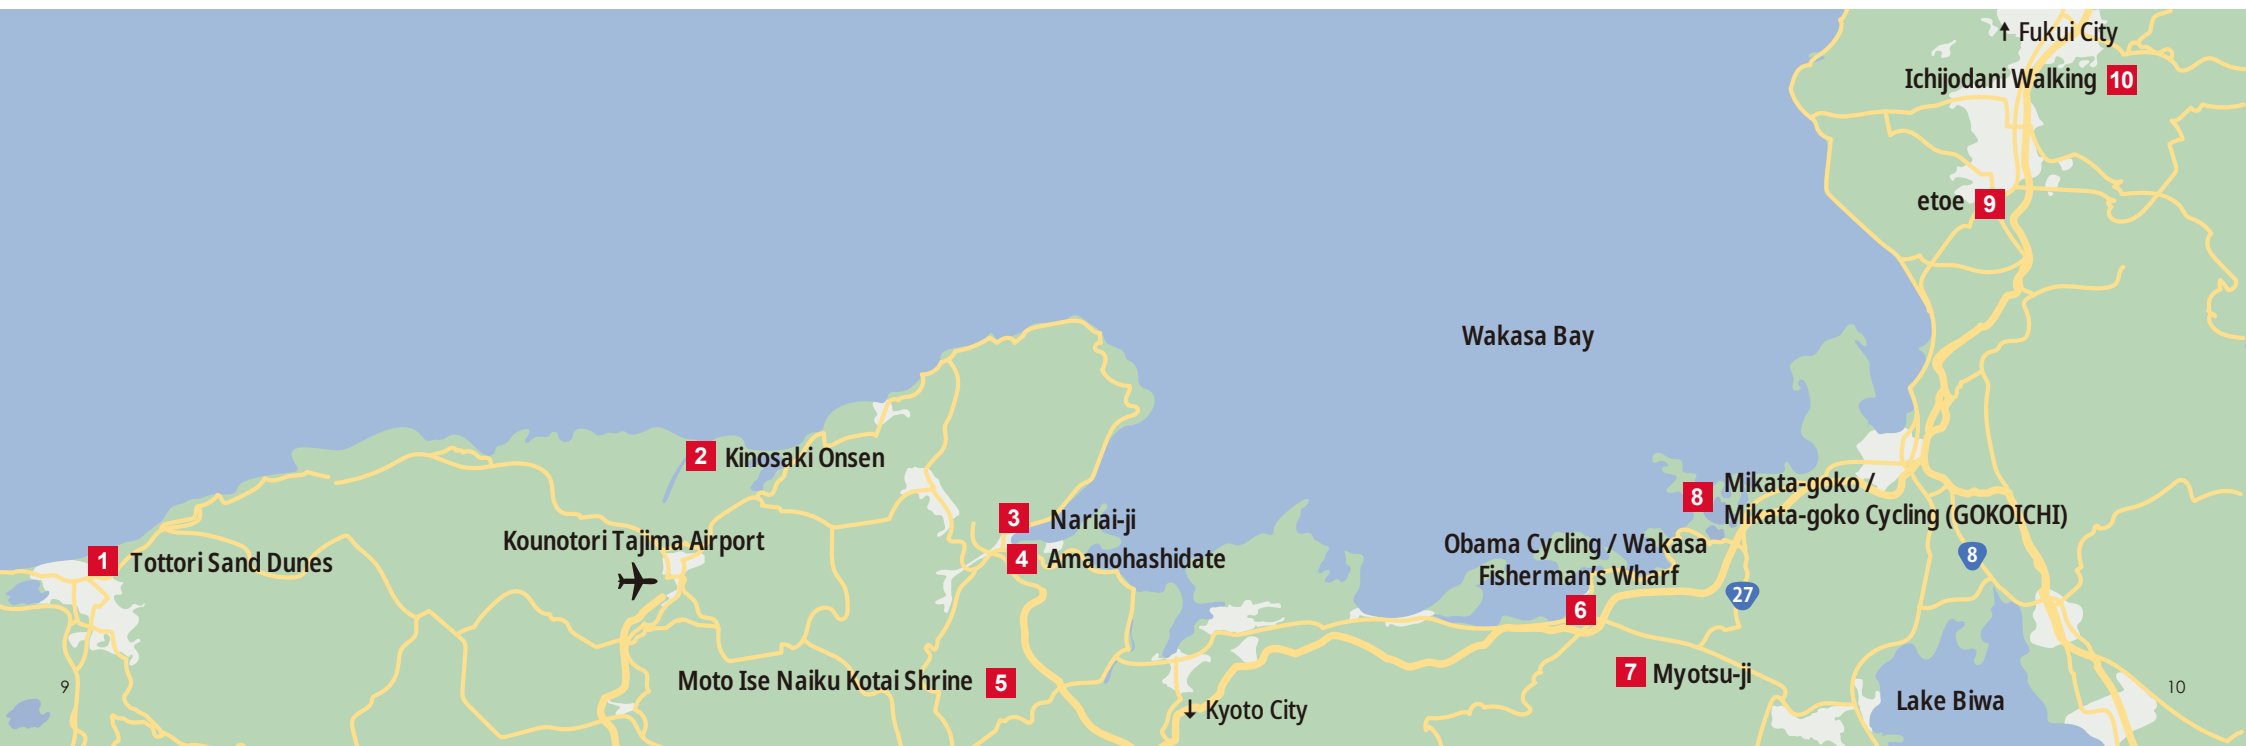 ↑ Fukui City
Ichijodani Walking 10
etoe 9
Wakasa Bay
2 Kinosaki Onsen
8 Mikata-goko /
Mikata-goko Cycling (GOKOICHI)
3 Nariai-ji
Kounotori Tajima Airport
1 Tottori Sand Dunes
4 Amanohashidate
Obama Cycling / Wakasa
Fisherman's Wharf
6
8
27
Moto Ise Naiku Kotai Shrine 5
7 Myotsu-ji
Lake Biwa
↓ Kyoto City
9
10